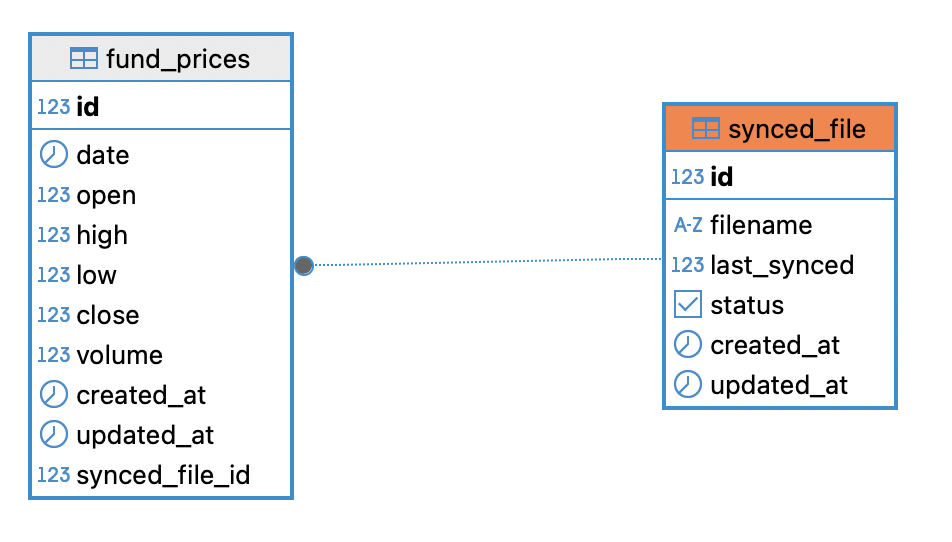 fund_prices
123 id
date
123 open
123 high
123 low
123 close
123 volume
created_at
updated_at
123 synced_file_id
synced_file
123 id
A-Z filename
123 last_synced
status
created_at
updated_at